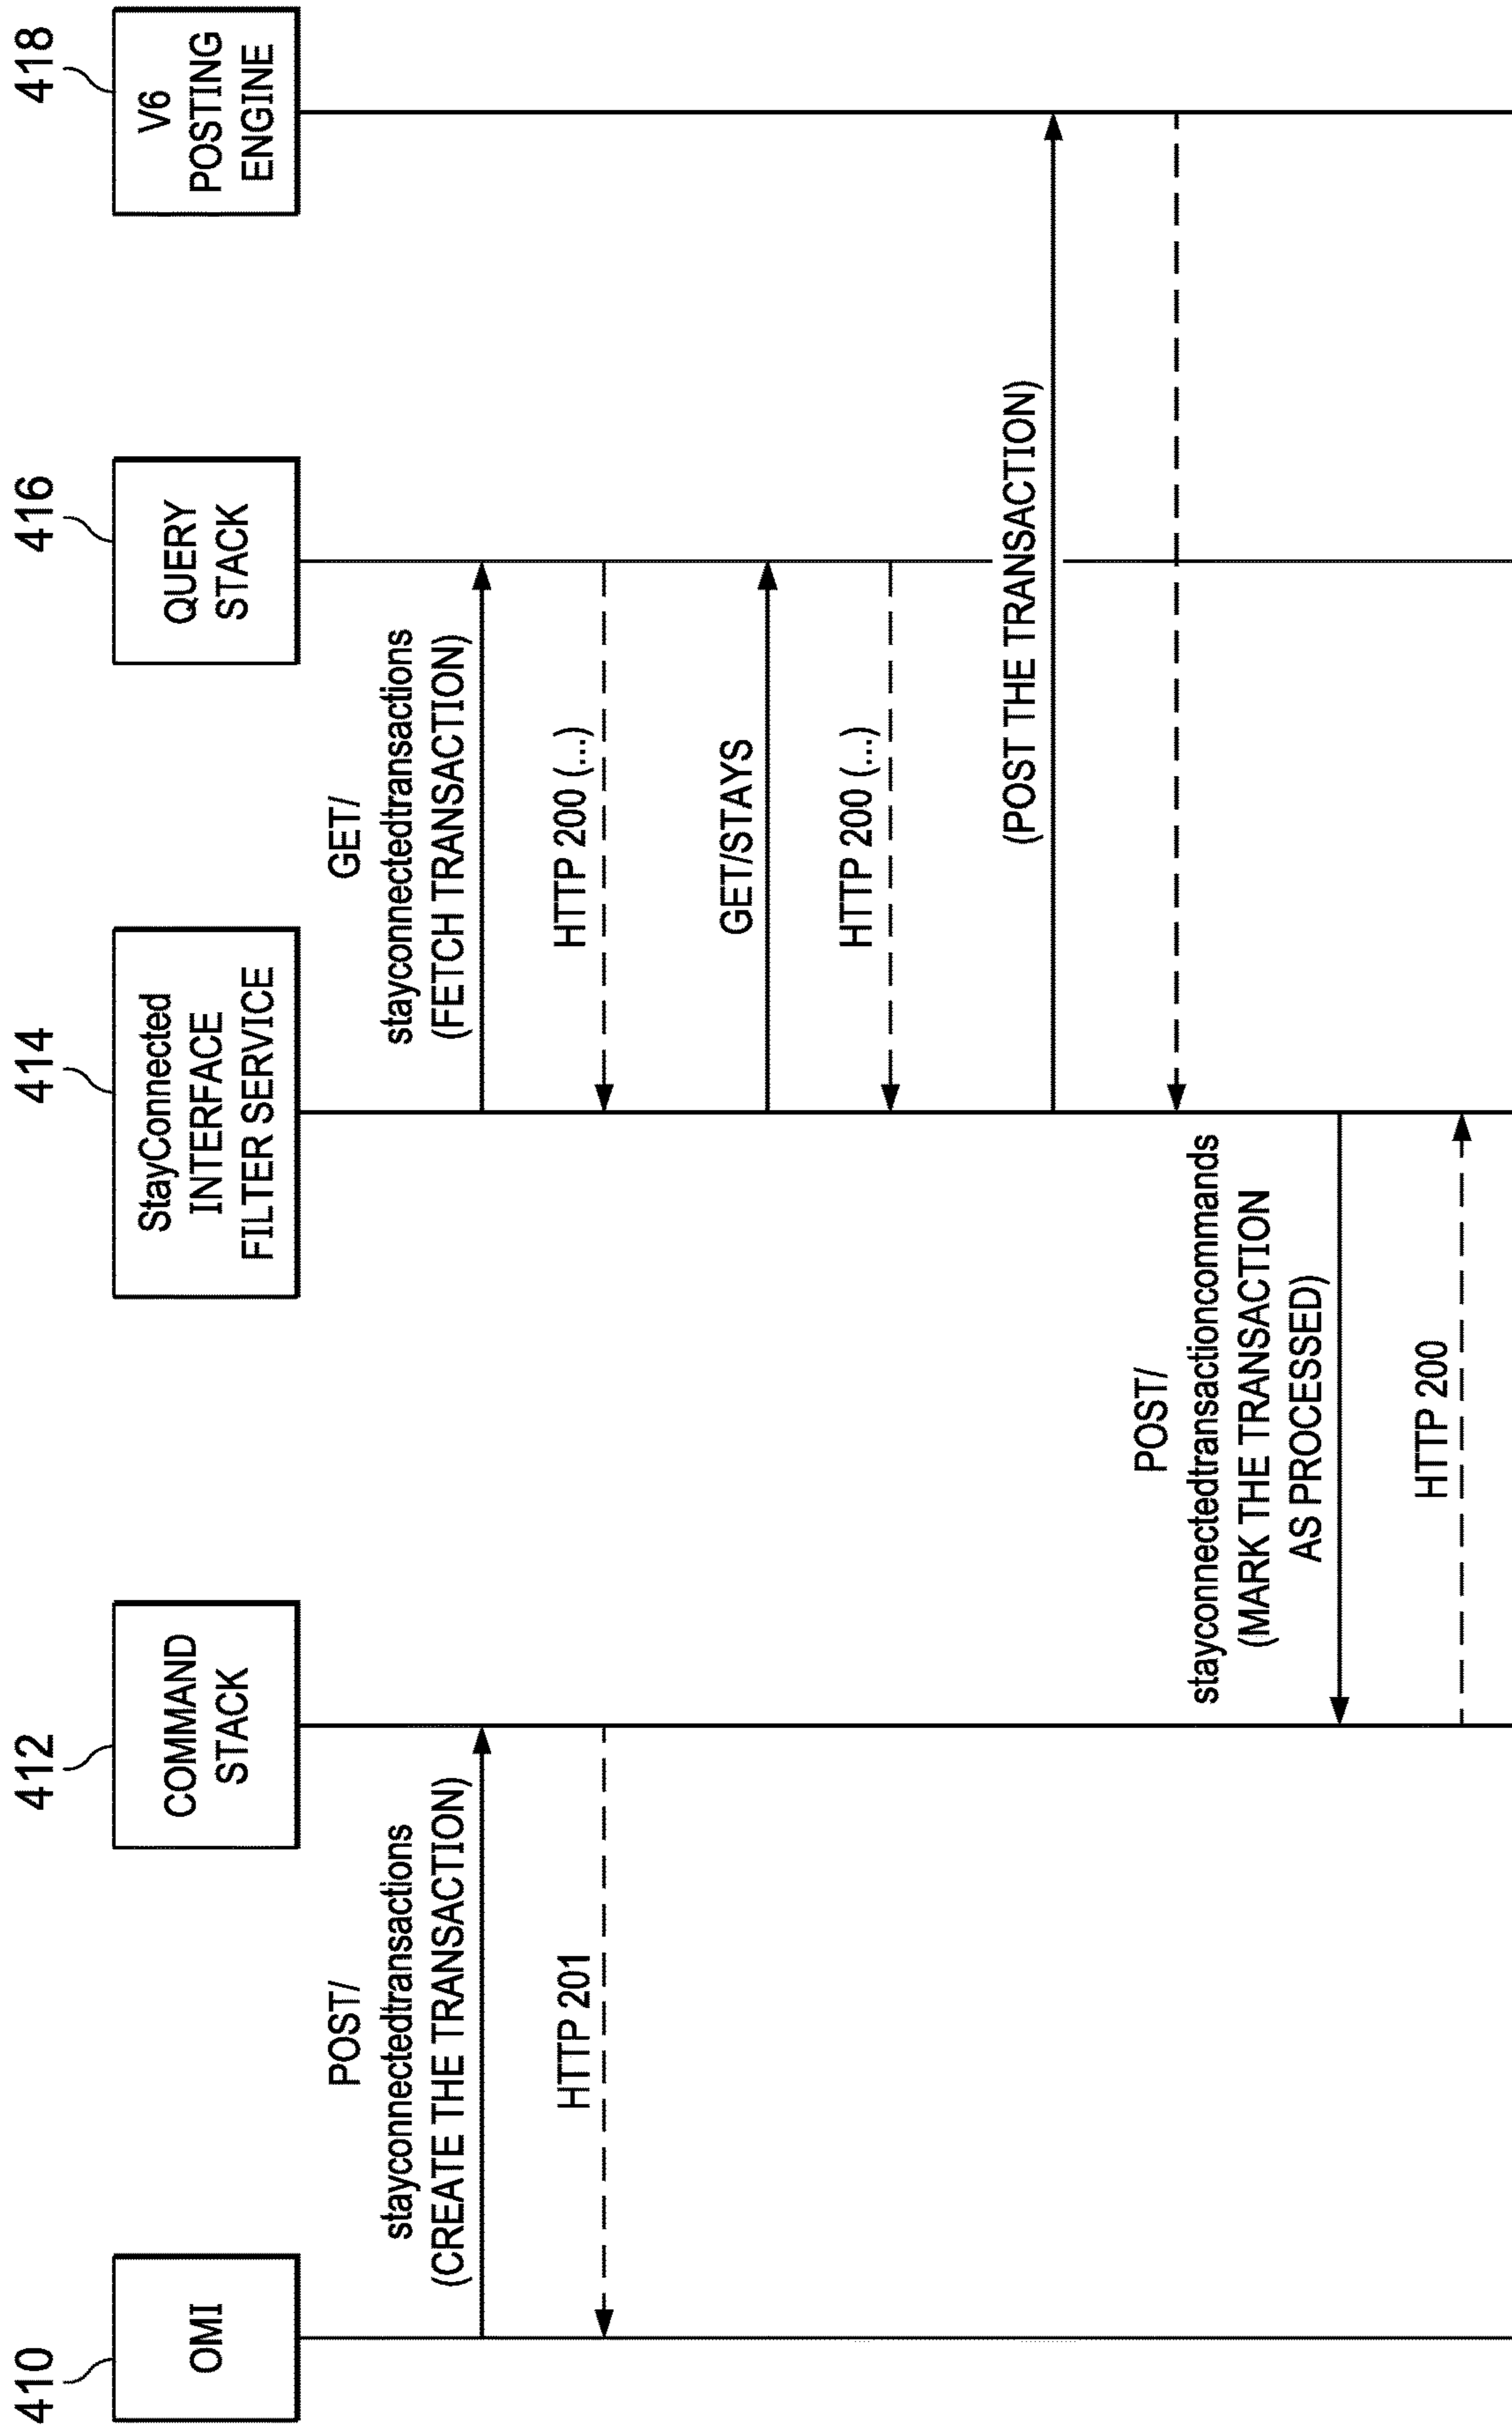 410
OMI
412
COMMAND
STACK
414
StayConnected
INTERFACE
FILTER SERVICE
416
QUERY
STACK
418
V6
POSTING
ENGINE
POST/
stayconnectedtransactions
(CREATE THE TRANSACTION)
HTTP 201
GET/
stayconnectedtransactions
(FETCH TRANSACTION)
HTTP 200 (...)
GET/STAYS
HTTP 200 (...)
(POST THE TRANSACTION)
POST/
stayconnectedtransactioncommands
(MARK THE TRANSACTION
AS PROCESSED)
HTTP 200